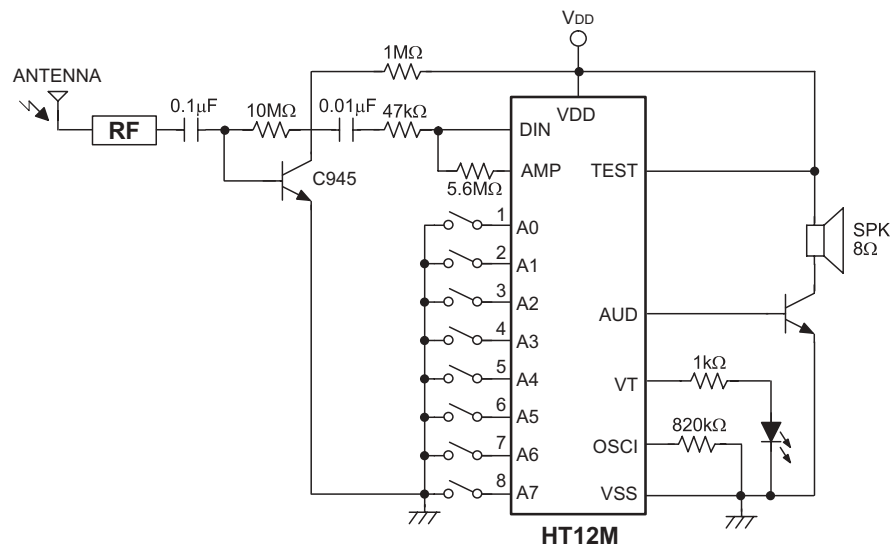 VDD
1MΩ
ANTENNA
0.1µF
10MΩ
0.01µF
47kΩ
RF
VDD
DIN
C945
5.6MΩ
AMP
TEST
1
A0
SPK
8Ω
2
A1
3
A2
AUD
4
A3
1kΩ
5
A4
VT
6
A5
820kΩ
7
A6
OSCI
8
A7
VSS
HT12M